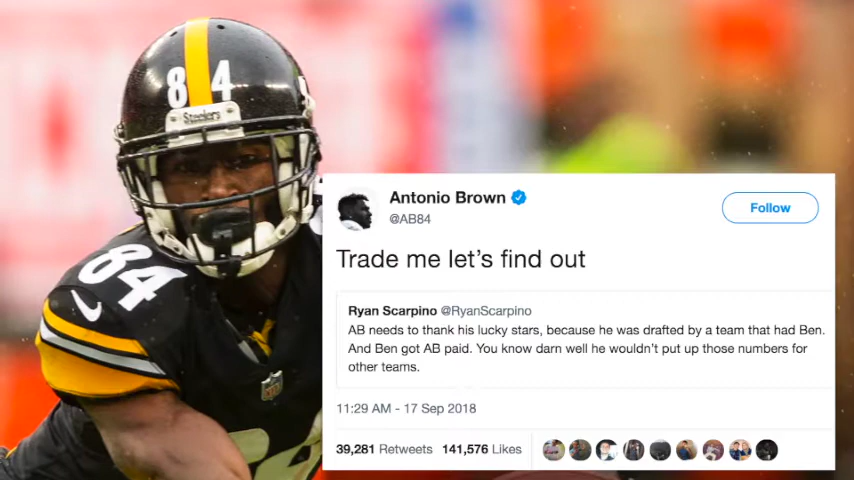 84
Steelers
84
NFL
Antonio Brown
@AB84
Follow
Trade me let’s find out
Ryan Scarpino @RyanScarpino
AB needs to thank his lucky stars, because he was drafted by a team that had Ben.
And Ben got AB paid. You know darn well he wouldn’t put up those numbers for
other teams.
11:29 AM - 17 Sep 2018
39,281 Retweets 141,576 Likes